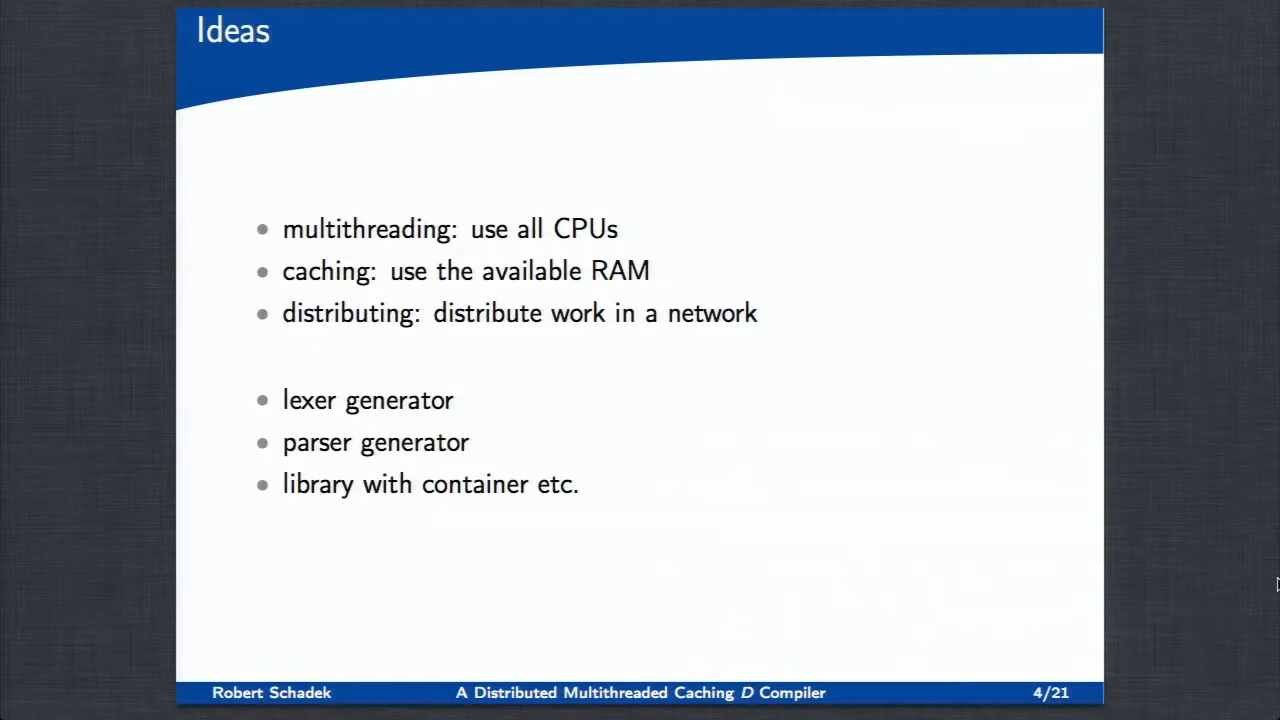 Ideas
multithreading: use all CPUs
caching: use the available RAM
distributing: distribute work in a network
lexer generator
parser generator
library with container etc.
Robert Schadek
A Distributed Multithreaded Caching D Compiler
4/21